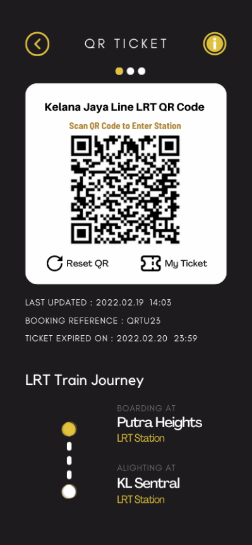 QR TICKET
i
Kelana Jaya Line LRT QR Code
Scan QR Code to Enter Station
Reset QR
My Ticket
LAST UPDATED : 2022.02.19 14:03
BOOKING REFERENCE : QRTU23
TICKET EXPIRED ON : 2022.02.20 23:59
LRT Train Journey
BOARDING AT
Putra Heights
LRT Station
ALIGHTING AT
KL Sentral
LRT Station